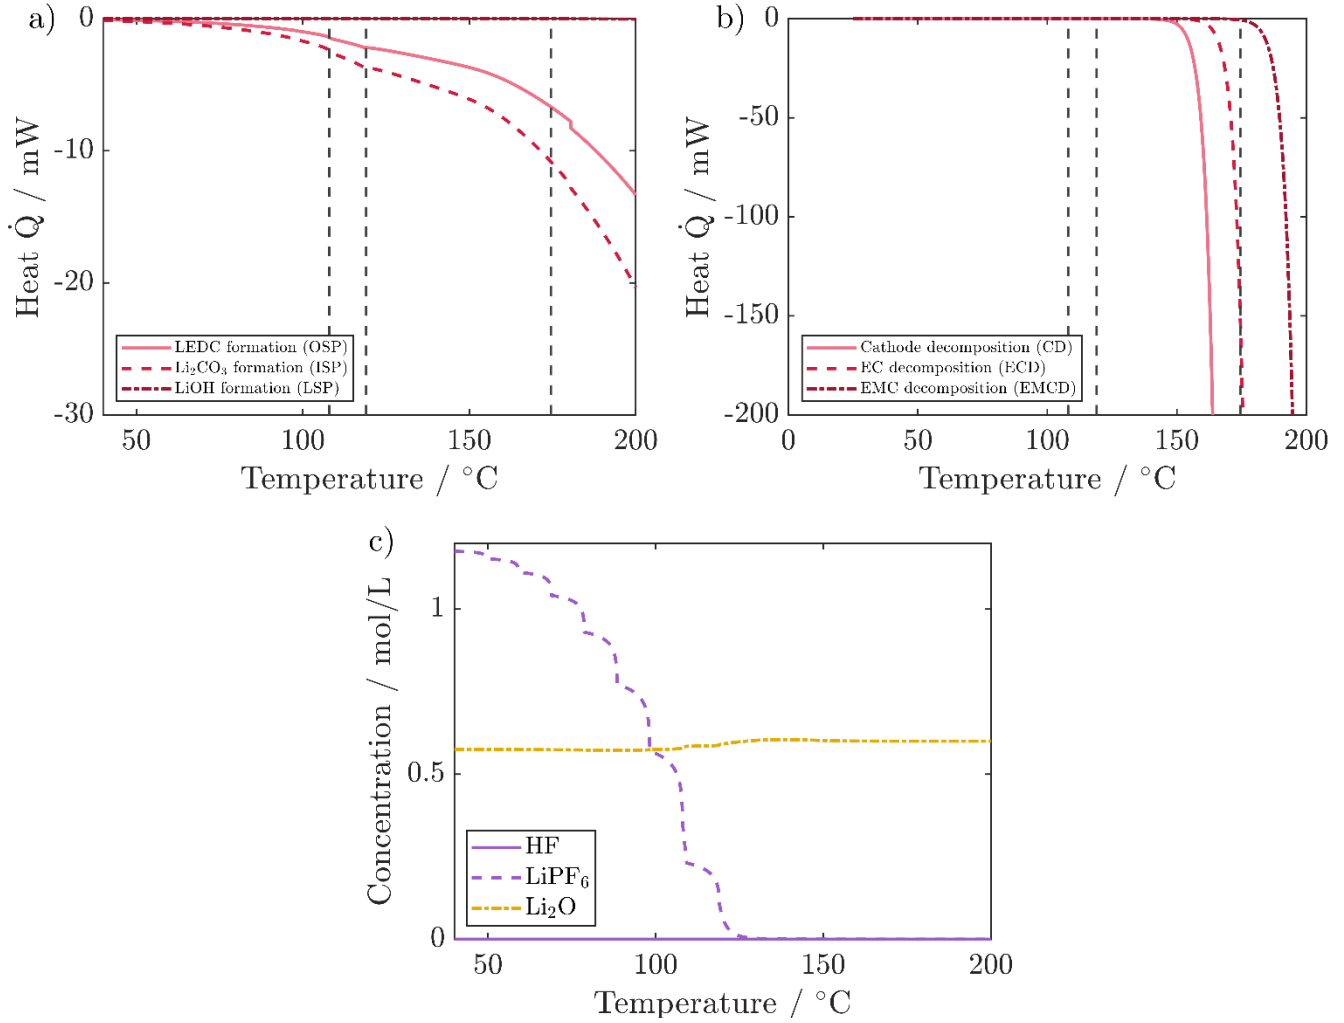 a)
0
-10
-20
-30
Heat Q̇ / mW
LEDC formation (OSP)
Li₂CO₃ formation (ISP)
LiOH formation (LSP)
50
100
150
200
Temperature / °C
b)
0
-50
-100
-150
-200
Heat Q̇ / mW
Cathode decomposition (CD)
EC decomposition (ECD)
EMC decomposition (EMCD)
0
50
100
150
200
Temperature / °C
c)
1
0.5
0
Concentration / mol/L
HF
LiPF₆
Li₂O
50
100
150
200
Temperature / °C